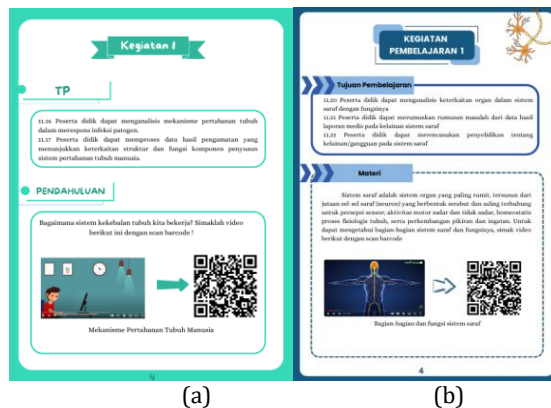 Kegiatan 1
TP
11.16 Peserta didik dapat menganalisis mekanisme pertahanan tubuh
dalam merespons infeksi patogen.
11.17 Peserta didik dapat memproses data hasil pengamatan yang
menunjukkan keterkaitan struktur dan fungsi komponen penyusun
sistem pertahanan tubuh manusia.
PENDAHULUAN
Bagaimana sistem kekebalan tubuh kita bekerja? Simaklah video
berikut ini dengan scan barcode !
Mekanisme Pertahanan Tubuh Manusia
(a)
KEGIATAN
PEMBELAJARAN 1
Tujuan Pembelajaran
11.20 Peserta didik dapat menganalisis keterkaitan organ dalam sistem
saraf dengan fungsinya
11.21 Peserta didik dapat merumuskan rumusan masalah dari data hasil
laporan medis pada kelainan sistem saraf
11.22 Peserta didik dapat merencanakan penyelidikan tentang
kelainan/gangguan pada sistem saraf
Materi
Sistem saraf adalah sistem organ yang paling rumit, tersusun dari
jutaan sel-sel saraf (neuron) yang berbentuk serabut dan saling terhubung
untuk persepsi sensor, aktivitas motor sadar dan tidak sadar, homeostatis
proses fisiologis tubuh, serta perkembangan pikiran dan ingatan. Untuk
dapat mengetahui bagian-bagian sistem saraf dan fungsinya, simak video
berikut dengan scan barcode
Bagian-bagian dan fungsi sistem saraf
4
(b)